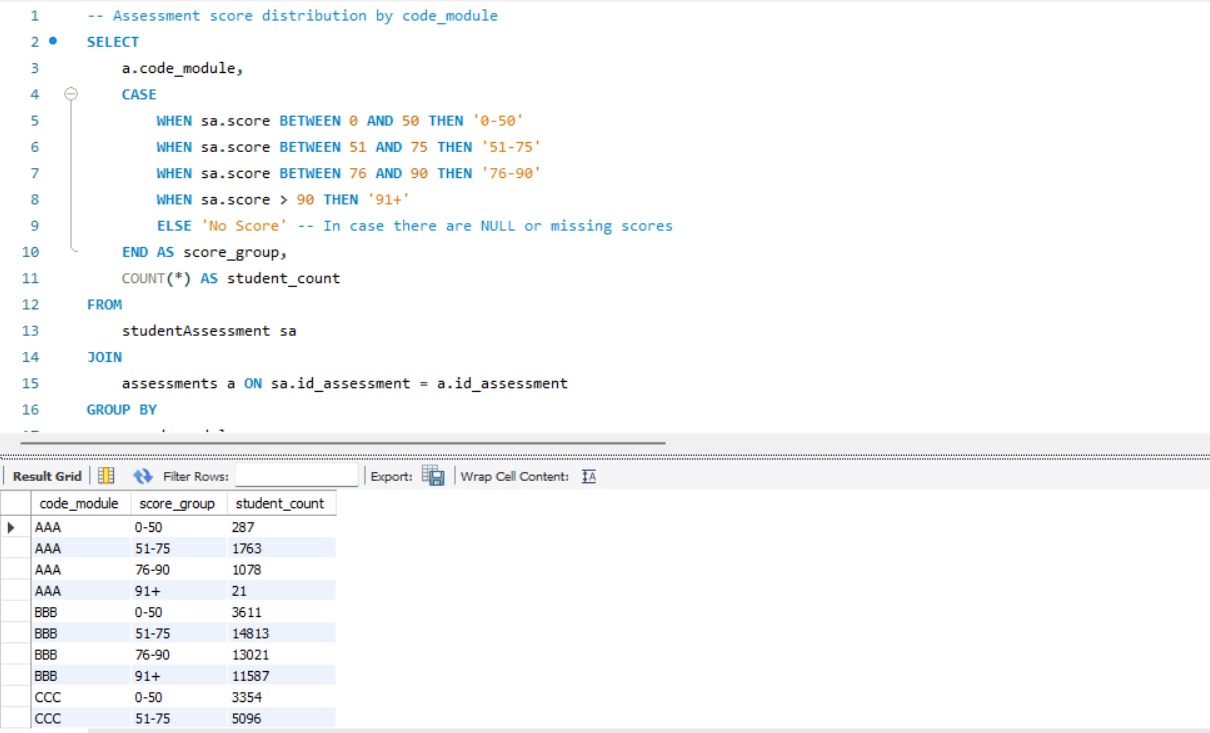 1 -- Assessment score distribution by code_module
2 SELECT
3 a.code_module,
4 CASE
5 WHEN sa.score BETWEEN 0 AND 50 THEN '0-50'
6 WHEN sa.score BETWEEN 51 AND 75 THEN '51-75'
7 WHEN sa.score BETWEEN 76 AND 90 THEN '76-90'
8 WHEN sa.score > 90 THEN '91+'
9 ELSE 'No Score' -- In case there are NULL or missing scores
10 END AS score_group,
11 COUNT(*) AS student_count
12 FROM
13 studentAssessment sa
14 JOIN
15 assessments a ON sa.id_assessment = a.id_assessment
16 GROUP BY
Result Grid Filter Rows: Export: Wrap Cell Content:
code_module score_group student_count
AAA 0-50 287
AAA 51-75 1763
AAA 76-90 1078
AAA 91+ 21
BBB 0-50 3611
BBB 51-75 14813
BBB 76-90 13021
BBB 91+ 11587
CCC 0-50 3354
CCC 51-75 5096